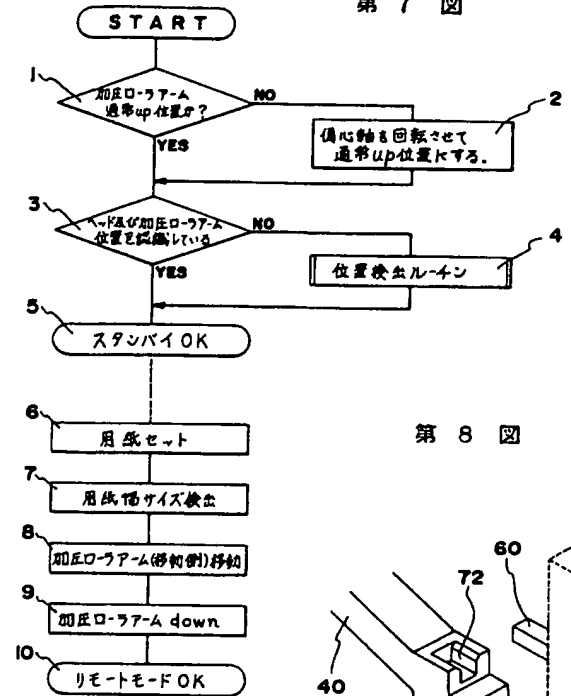 第 7 図
START
1
加圧ローラアーム
通常up位置か?
NO
2
偏心軸を回転させて
通常up位置にする。
YES
3
ヘッド及び加圧ローラアーム
位置を認識している
NO
4
位置検出ルーチン
YES
5
スタンバイOK
6
用紙セット
7
用紙幅サイズ検出
8
加圧ローラアーム(移動側)移動
9
加圧ローラアーム down
10
リモートモードOK
第 8 図
60
72
40